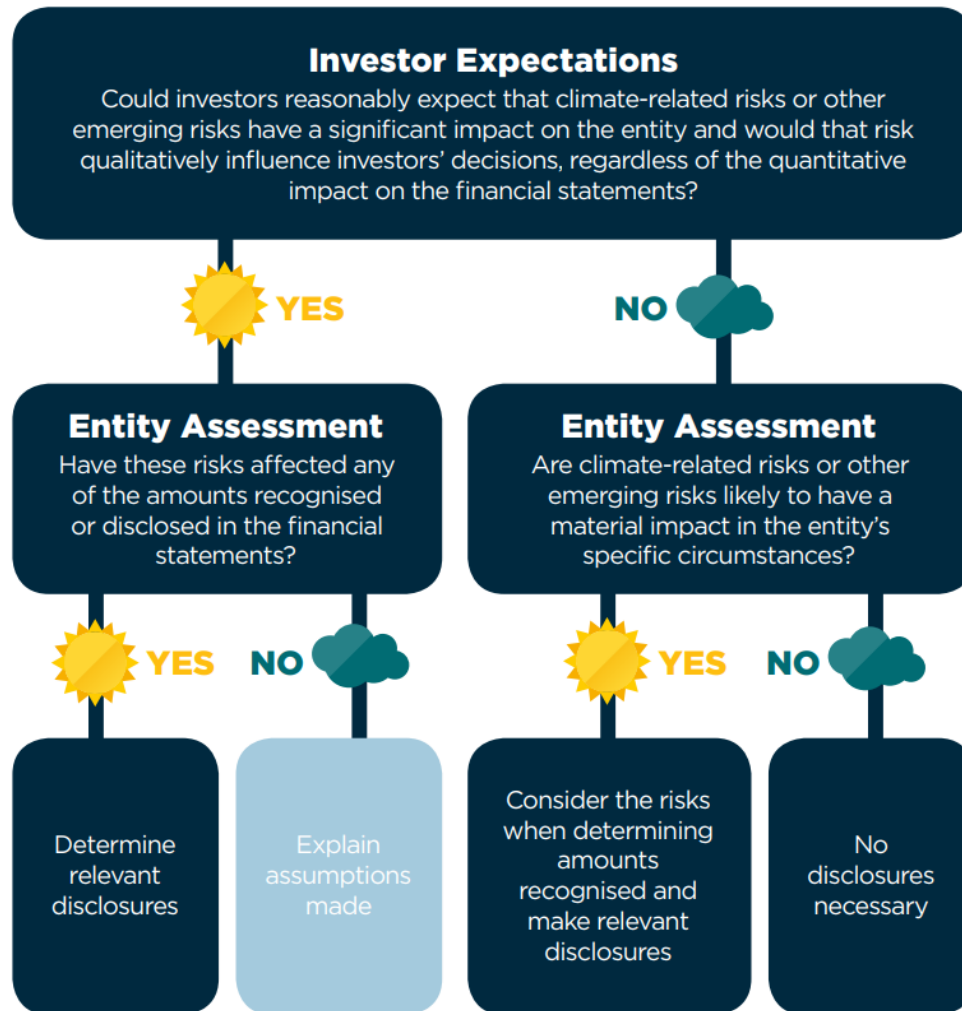 Investor Expectations
Could investors reasonably expect that climate-related risks or other
emerging risks have a significant impact on the entity and would that risk
qualitatively influence investors’ decisions, regardless of the quantitative
impact on the financial statements?
YES
NO
Entity Assessment
Have these risks affected any
of the amounts recognised
or disclosed in the financial
statements?
Entity Assessment
Are climate-related risks or other
emerging risks likely to have a
material impact in the entity’s
specific circumstances?
YES
NO
YES
NO
Determine
relevant
disclosures
Explain
assumptions
made
Consider the risks
when determining
amounts
recognised and
make relevant
disclosures
No
disclosures
necessary